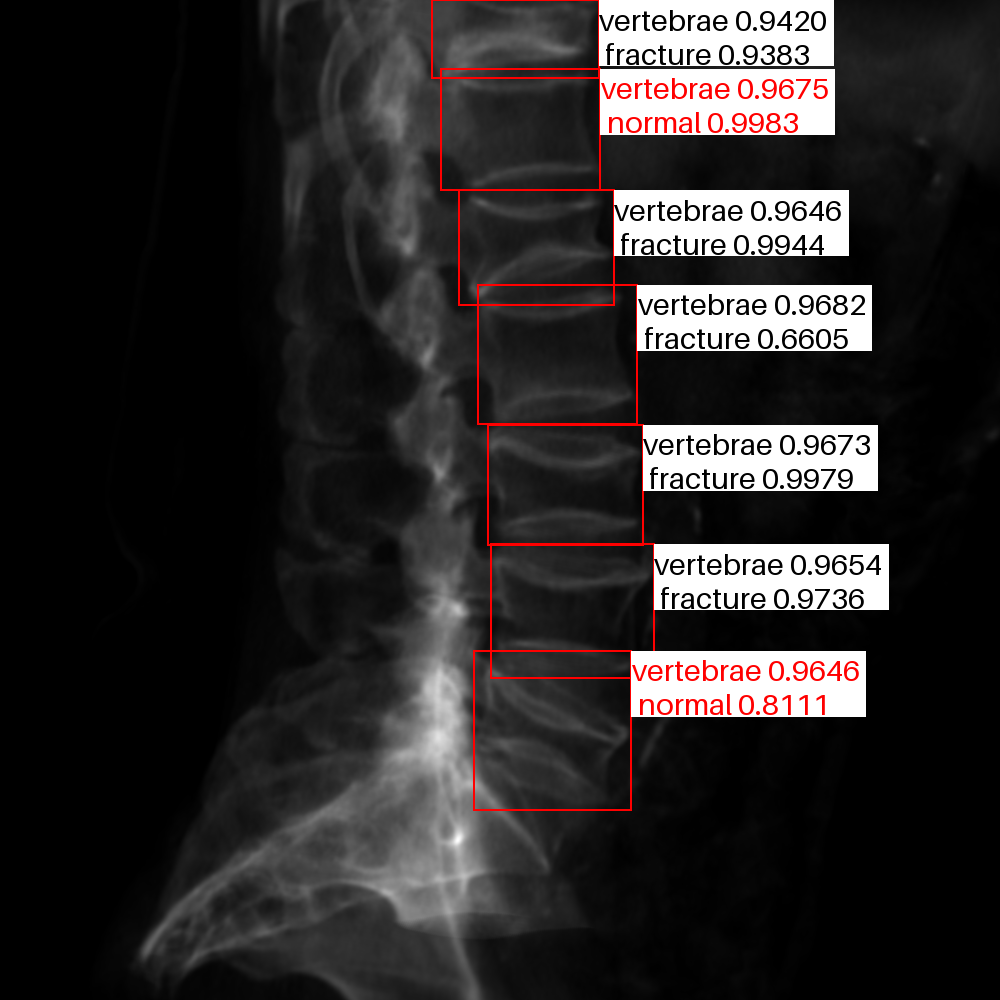 vertebrae 0.9420
fracture 0.9383
vertebrae 0.9675
normal 0.9983
vertebrae 0.9646
fracture 0.9944
vertebrae 0.9682
fracture 0.6605
vertebrae 0.9673
fracture 0.9979
vertebrae 0.9654
fracture 0.9736
vertebrae 0.9646
normal 0.8111